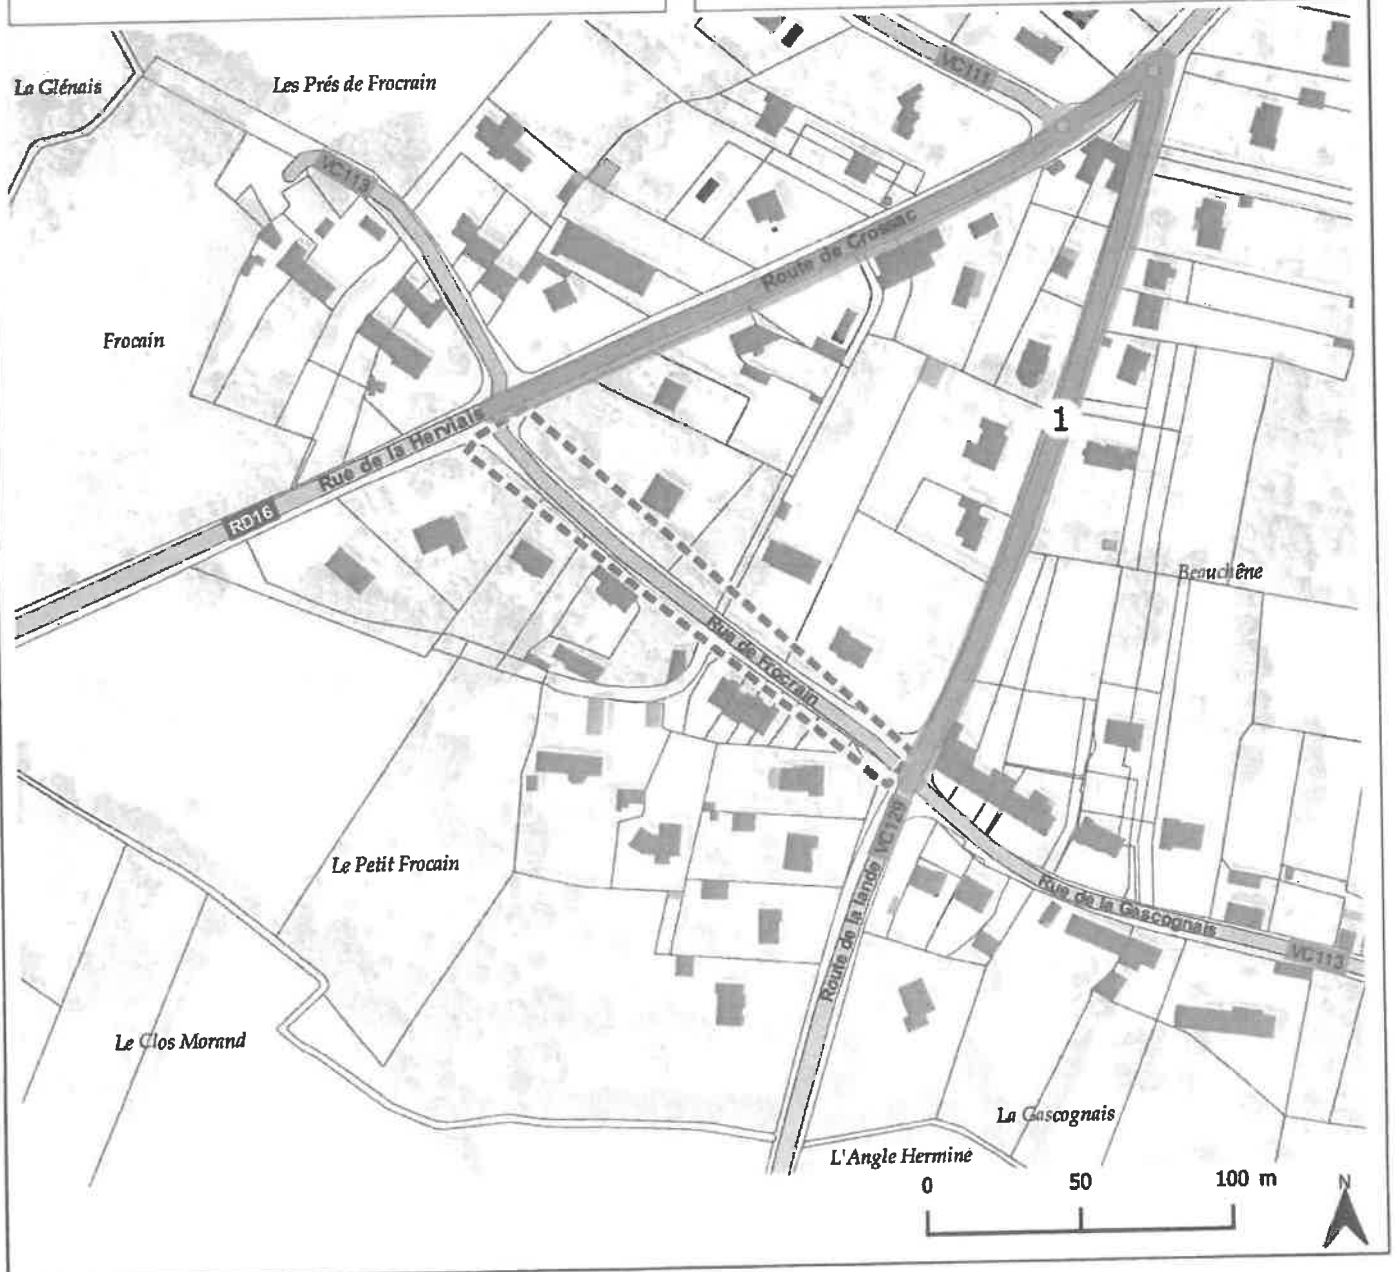 La Glénais
Les Prés de Frocrain
VC111
VC113
Route de Crossac
Frocain
Rue de la Herviais
RD16
1
Beauchêne
Rue de Frocrain
Le Petit Frocain
Route de la lande VC129
Rue de la Gascognais
VC113
Le Clos Morand
La Gascognais
L'Angle Hermine
0 50 100 m
N